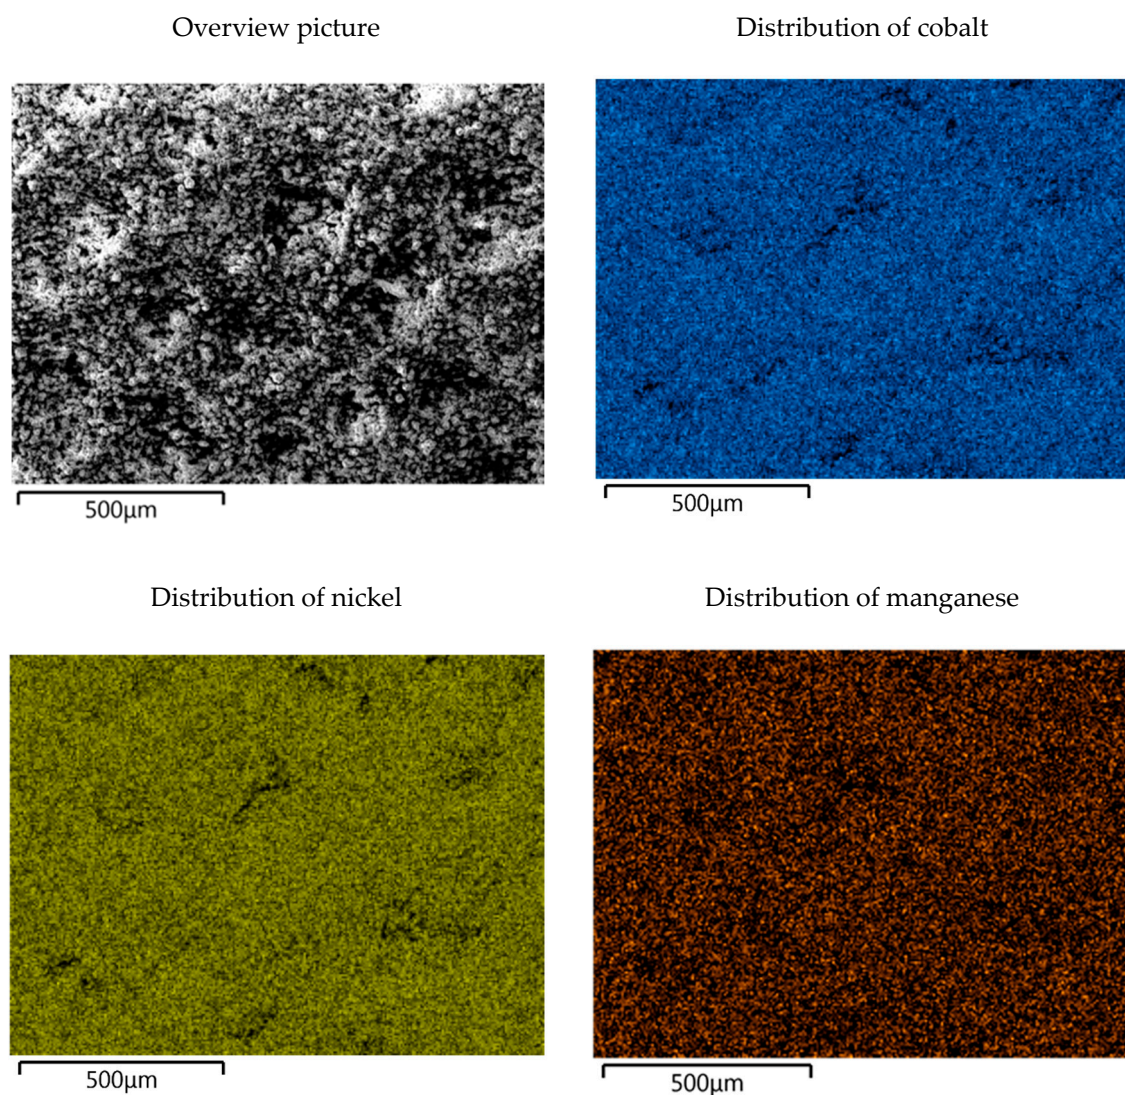 Overview picture
Distribution of cobalt
500μm
500μm
Distribution of nickel
Distribution of manganese
500μm
500μm